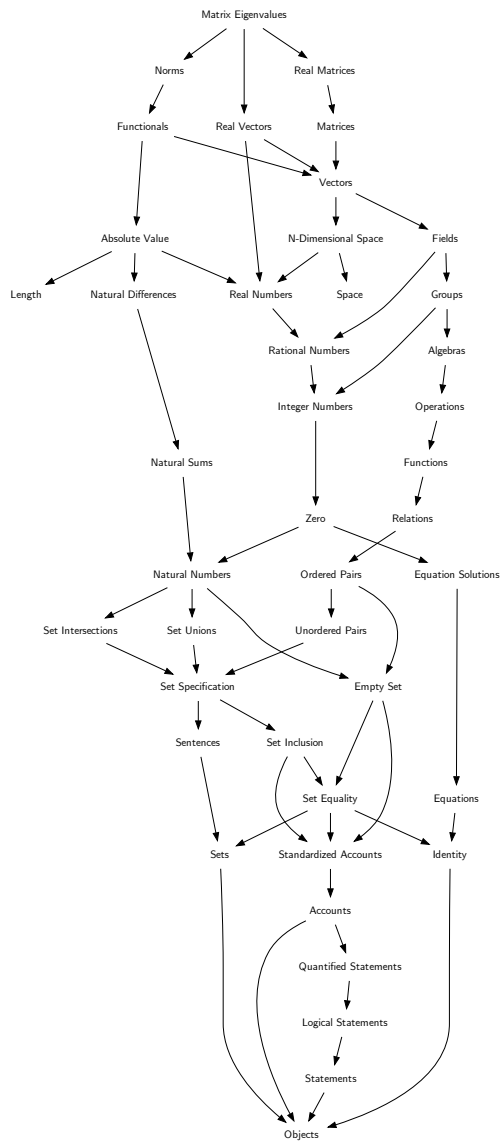 Matrix Eigenvalues
Norms
Real Matrices
Functionals
Real Vectors
Matrices
Vectors
Absolute Value
N-Dimensional Space
Fields
Length
Natural Differences
Real Numbers
Space
Groups
Rational Numbers
Algebras
Integer Numbers
Operations
Natural Sums
Functions
Zero
Relations
Natural Numbers
Ordered Pairs
Equation Solutions
Set Intersections
Set Unions
Unordered Pairs
Set Specification
Empty Set
Sentences
Set Inclusion
Set Equality
Equations
Sets
Standardized Accounts
Identity
Accounts
Quantified Statements
Logical Statements
Statements
Objects